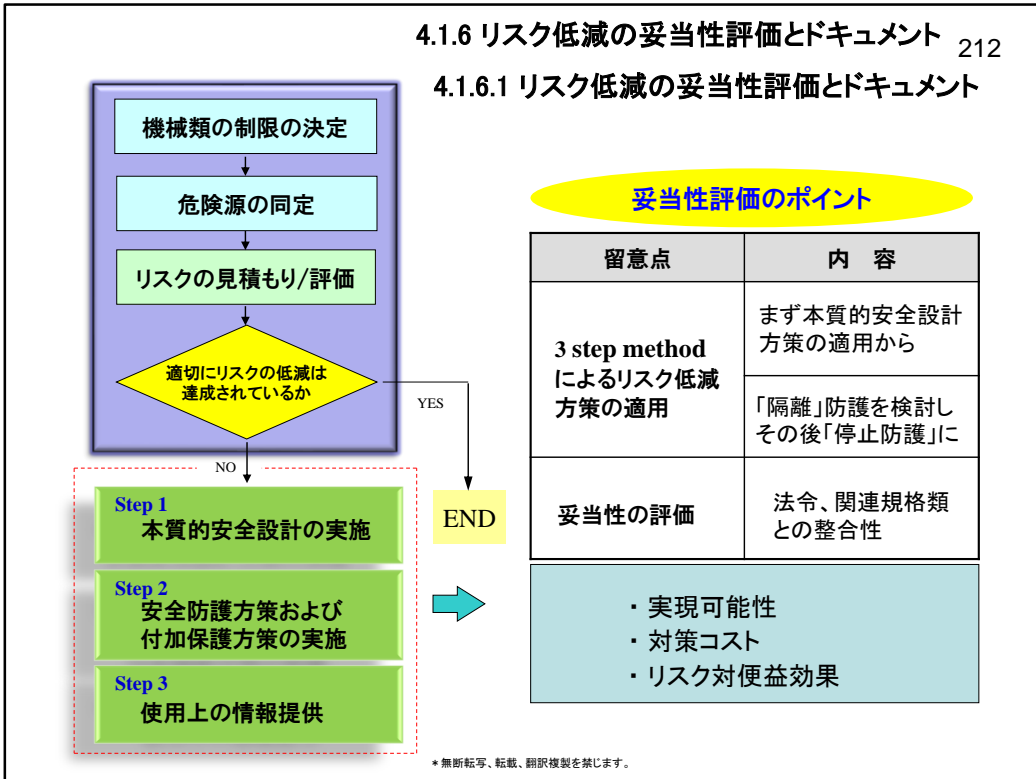 4.1.6 リスク低減の妥当性評価とドキュメント
212
4.1.6.1 リスク低減の妥当性評価とドキュメント
機械類の制限の決定
危険源の同定
リスクの見積もり/評価
適切にリスクの低減は
達成されているか
YES
NO
END
Step 1
本質的安全設計の実施
Step 2
安全防護方策および
付加保護方策の実施
Step 3
使用上の情報提供
妥当性評価のポイント
留意点
内　容
3 step method
によるリスク低減
方策の適用
まず本質的安全設計
方策の適用から
「隔離」防護を検討し
その後「停止防護」に
妥当性の評価
法令、関連規格類
との整合性
・実現可能性
・対策コスト
・リスク対便益効果
＊無断転写、転載、翻訳複製を禁じます。